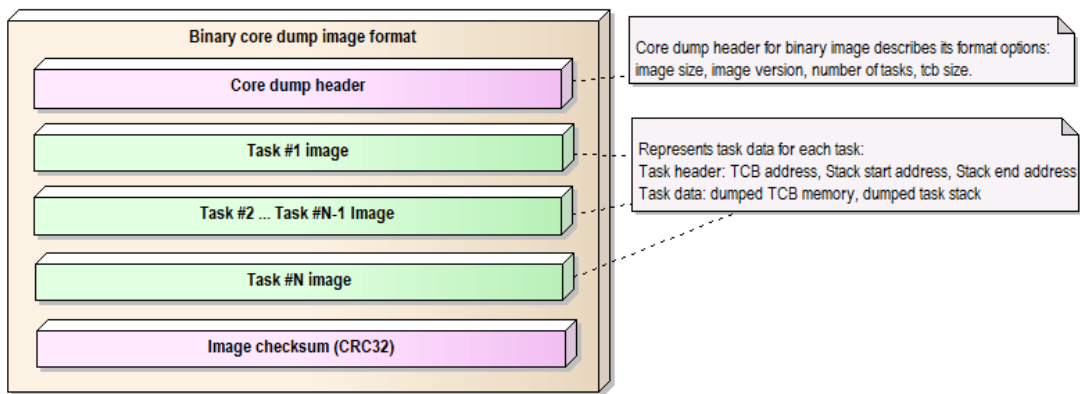 Binary core dump image format
Core dump header
Task #1 image
Task #2 ... Task #N-1 Image
Task #N image
Image checksum (CRC32)
Core dump header for binary image describes its format options:
image size, image version, number of tasks, tcb size.
Represents task data for each task:
Task header: TCB address, Stack start address, Stack end address
Task data: dumped TCB memory, dumped task stack